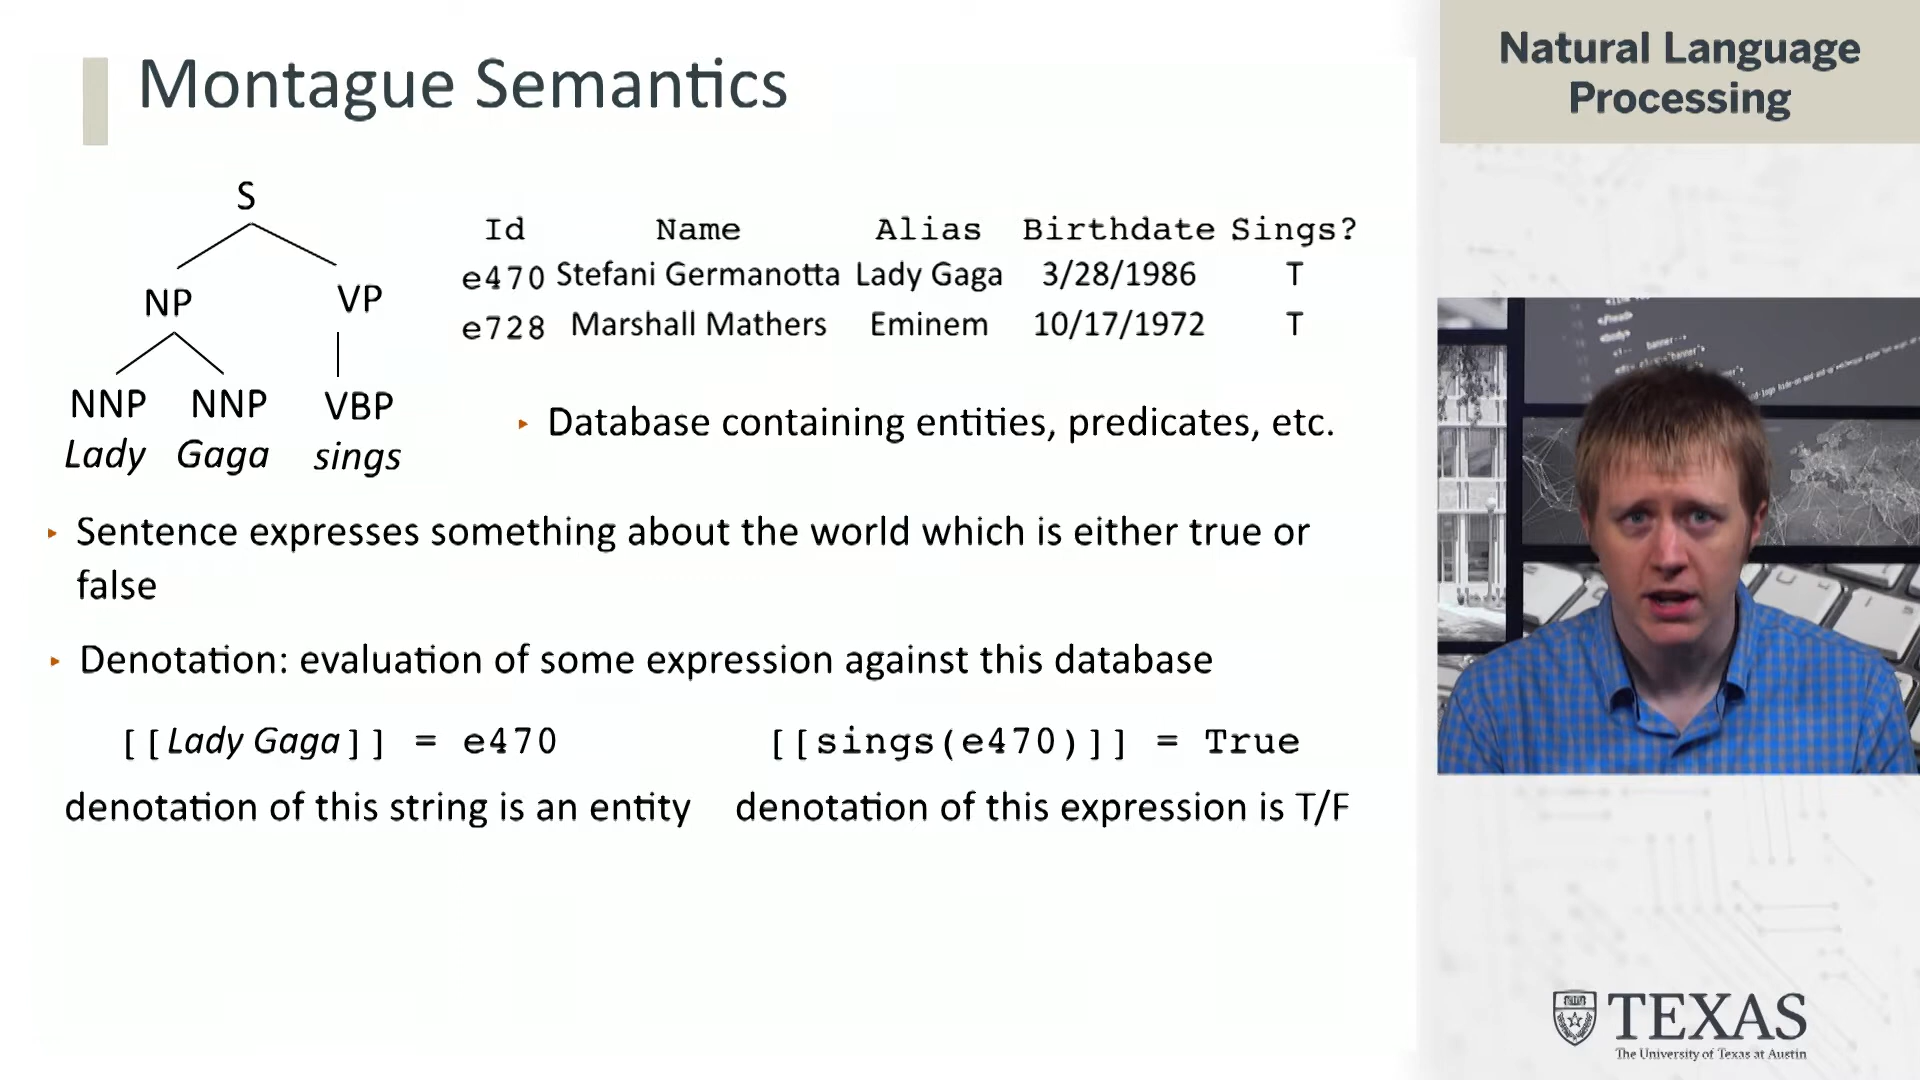 Montague Semantics
Natural Language
Processing
S
NP VP
NNP NNP VBP
Lady Gaga sings
Id Name Alias Birthdate Sings?
e470 Stefani Germanotta Lady Gaga 3/28/1986 T
e728 Marshall Mathers Eminem 10/17/1972 T
‣ Database containing entities, predicates, etc.
‣ Sentence expresses something about the world which is either true or
false
‣ Denotation: evaluation of some expression against this database
[[Lady Gaga]] = e470
denotation of this string is an entity
[[sings(e470)]] = True
denotation of this expression is T/F
TEXAS
The University of Texas at Austin